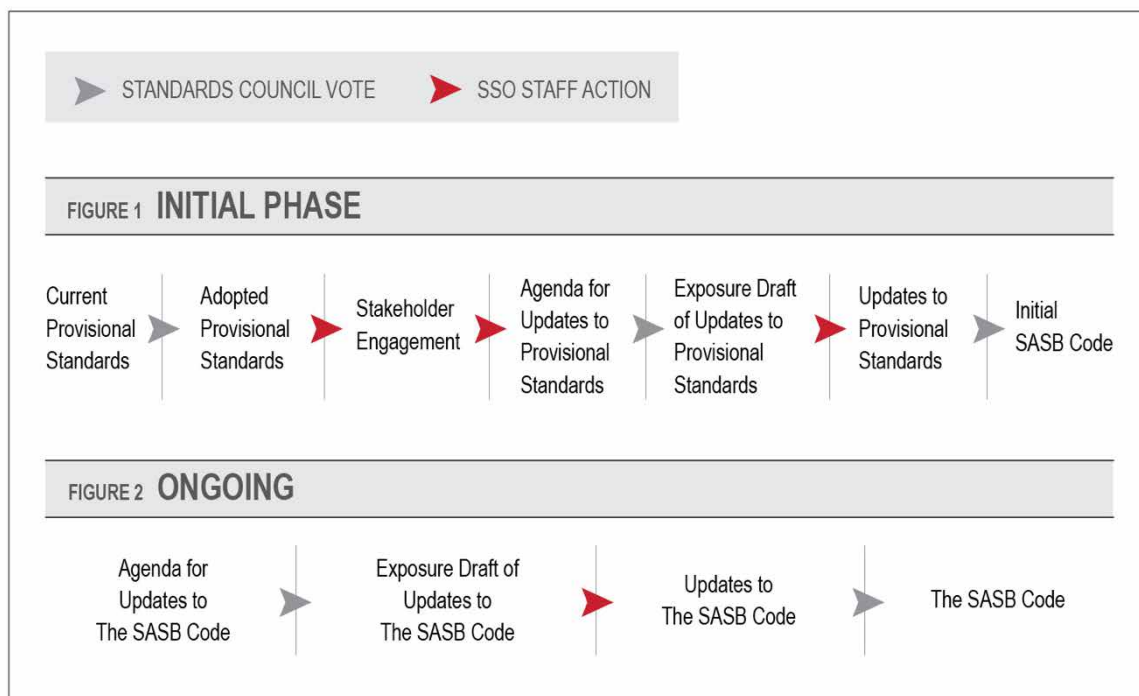 STANDARDS COUNCIL VOTE
SSO STAFF ACTION
FIGURE 1 INITIAL PHASE
Current
Provisional
Standards
Adopted
Provisional
Standards
Stakeholder
Engagement
Agenda for
Updates to
Provisional
Standards
Exposure Draft
of Updates to
Provisional
Standards
Updates to
Provisional
Standards
Initial
SASB Code
FIGURE 2 ONGOING
Agenda for
Updates to
The SASB Code
Exposure Draft of
Updates to
The SASB Code
Updates to
The SASB Code
The SASB Code